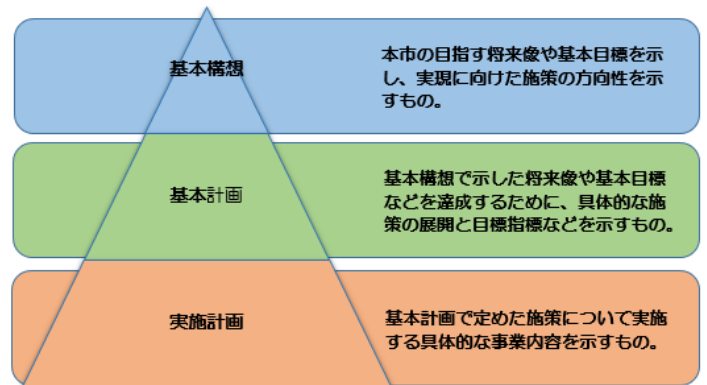 基本構想
本市の目指す将来像や基本目標を示
し、実現に向けた施策の方向性を示
すもの。
基本計画
基本構想で示した将来像や基本目標
などを達成するために、具体的な施
策の展開と目標指標などを示すもの。
実施計画
基本計画で定めた施策について実施
する具体的な事業内容を示すもの。